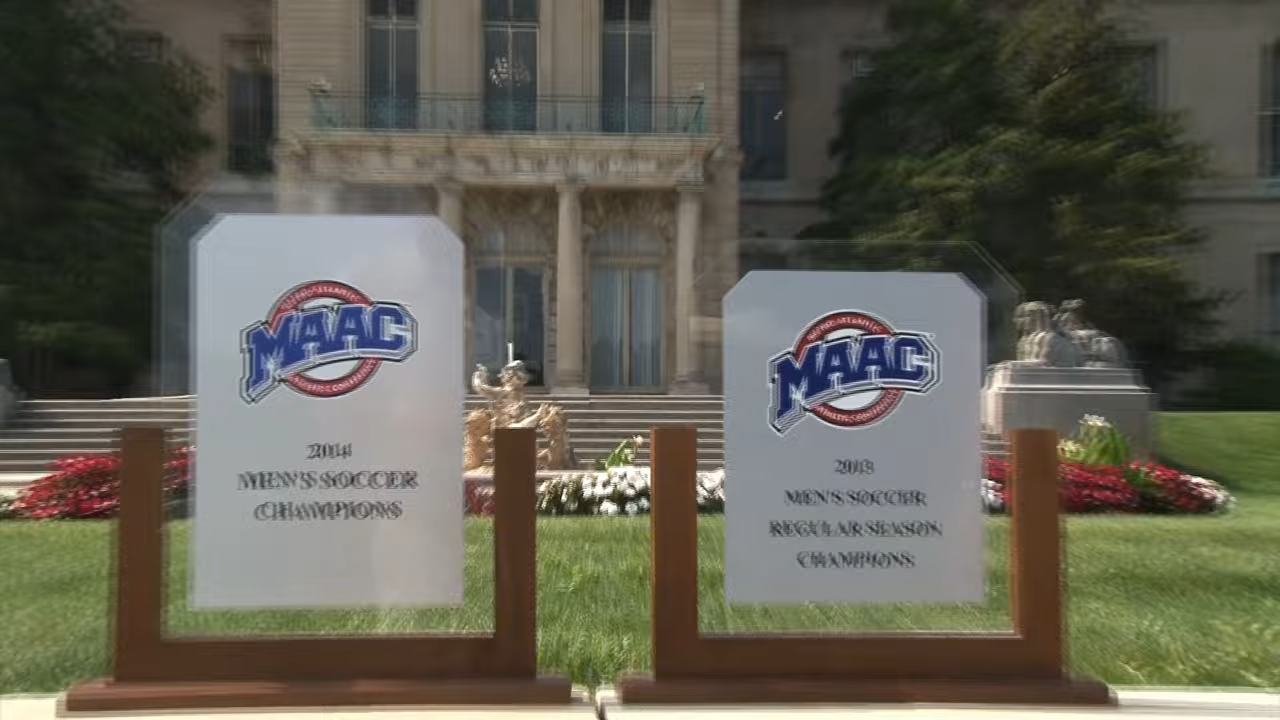 MAAC
2014
MEN'S SOCCER
CHAMPIONS
MAAC
2013
MEN'S SOCCER
REGULAR SEASON
CHAMPIONS